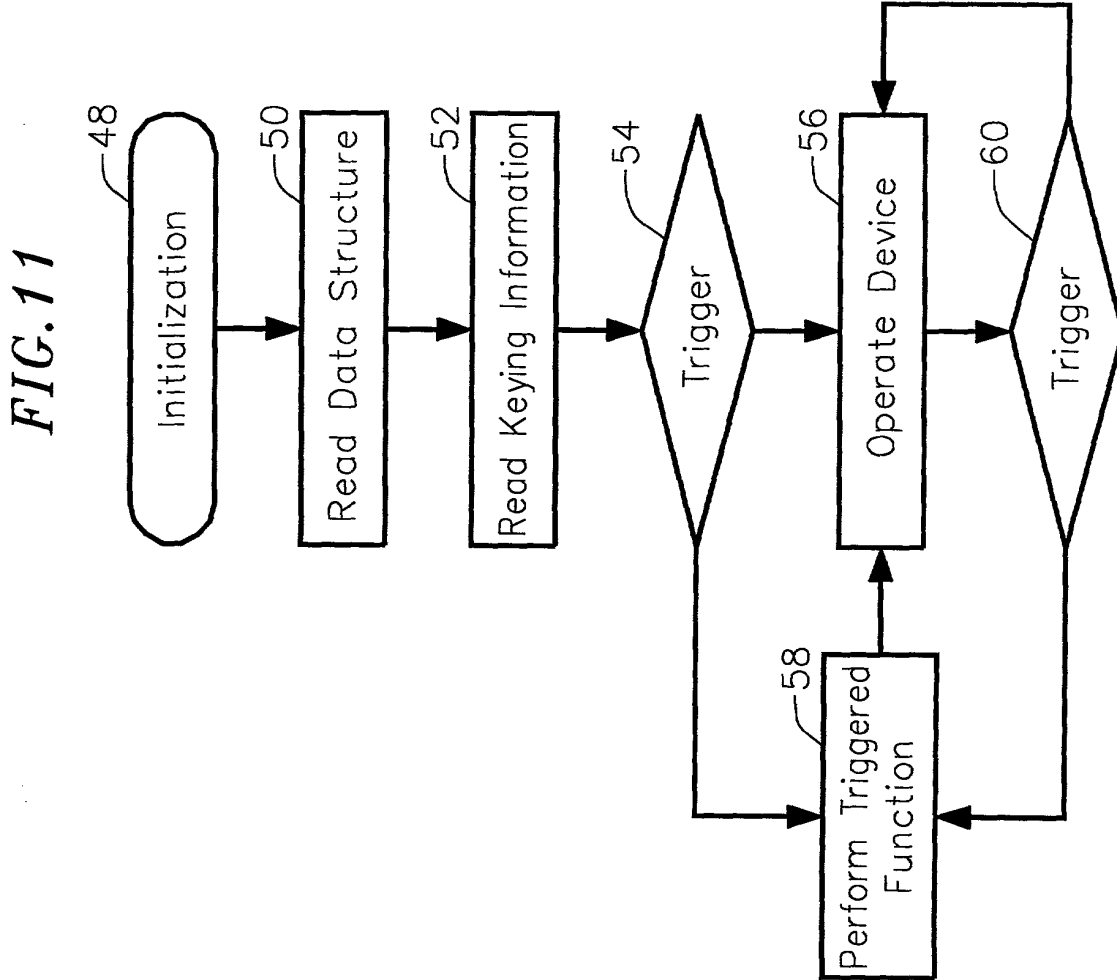 FIG.11
Initialization
48
Read Data Structure
50
Read Keying Information
52
Trigger
54
Operate Device
56
Perform Triggered
Function
58
Trigger
60